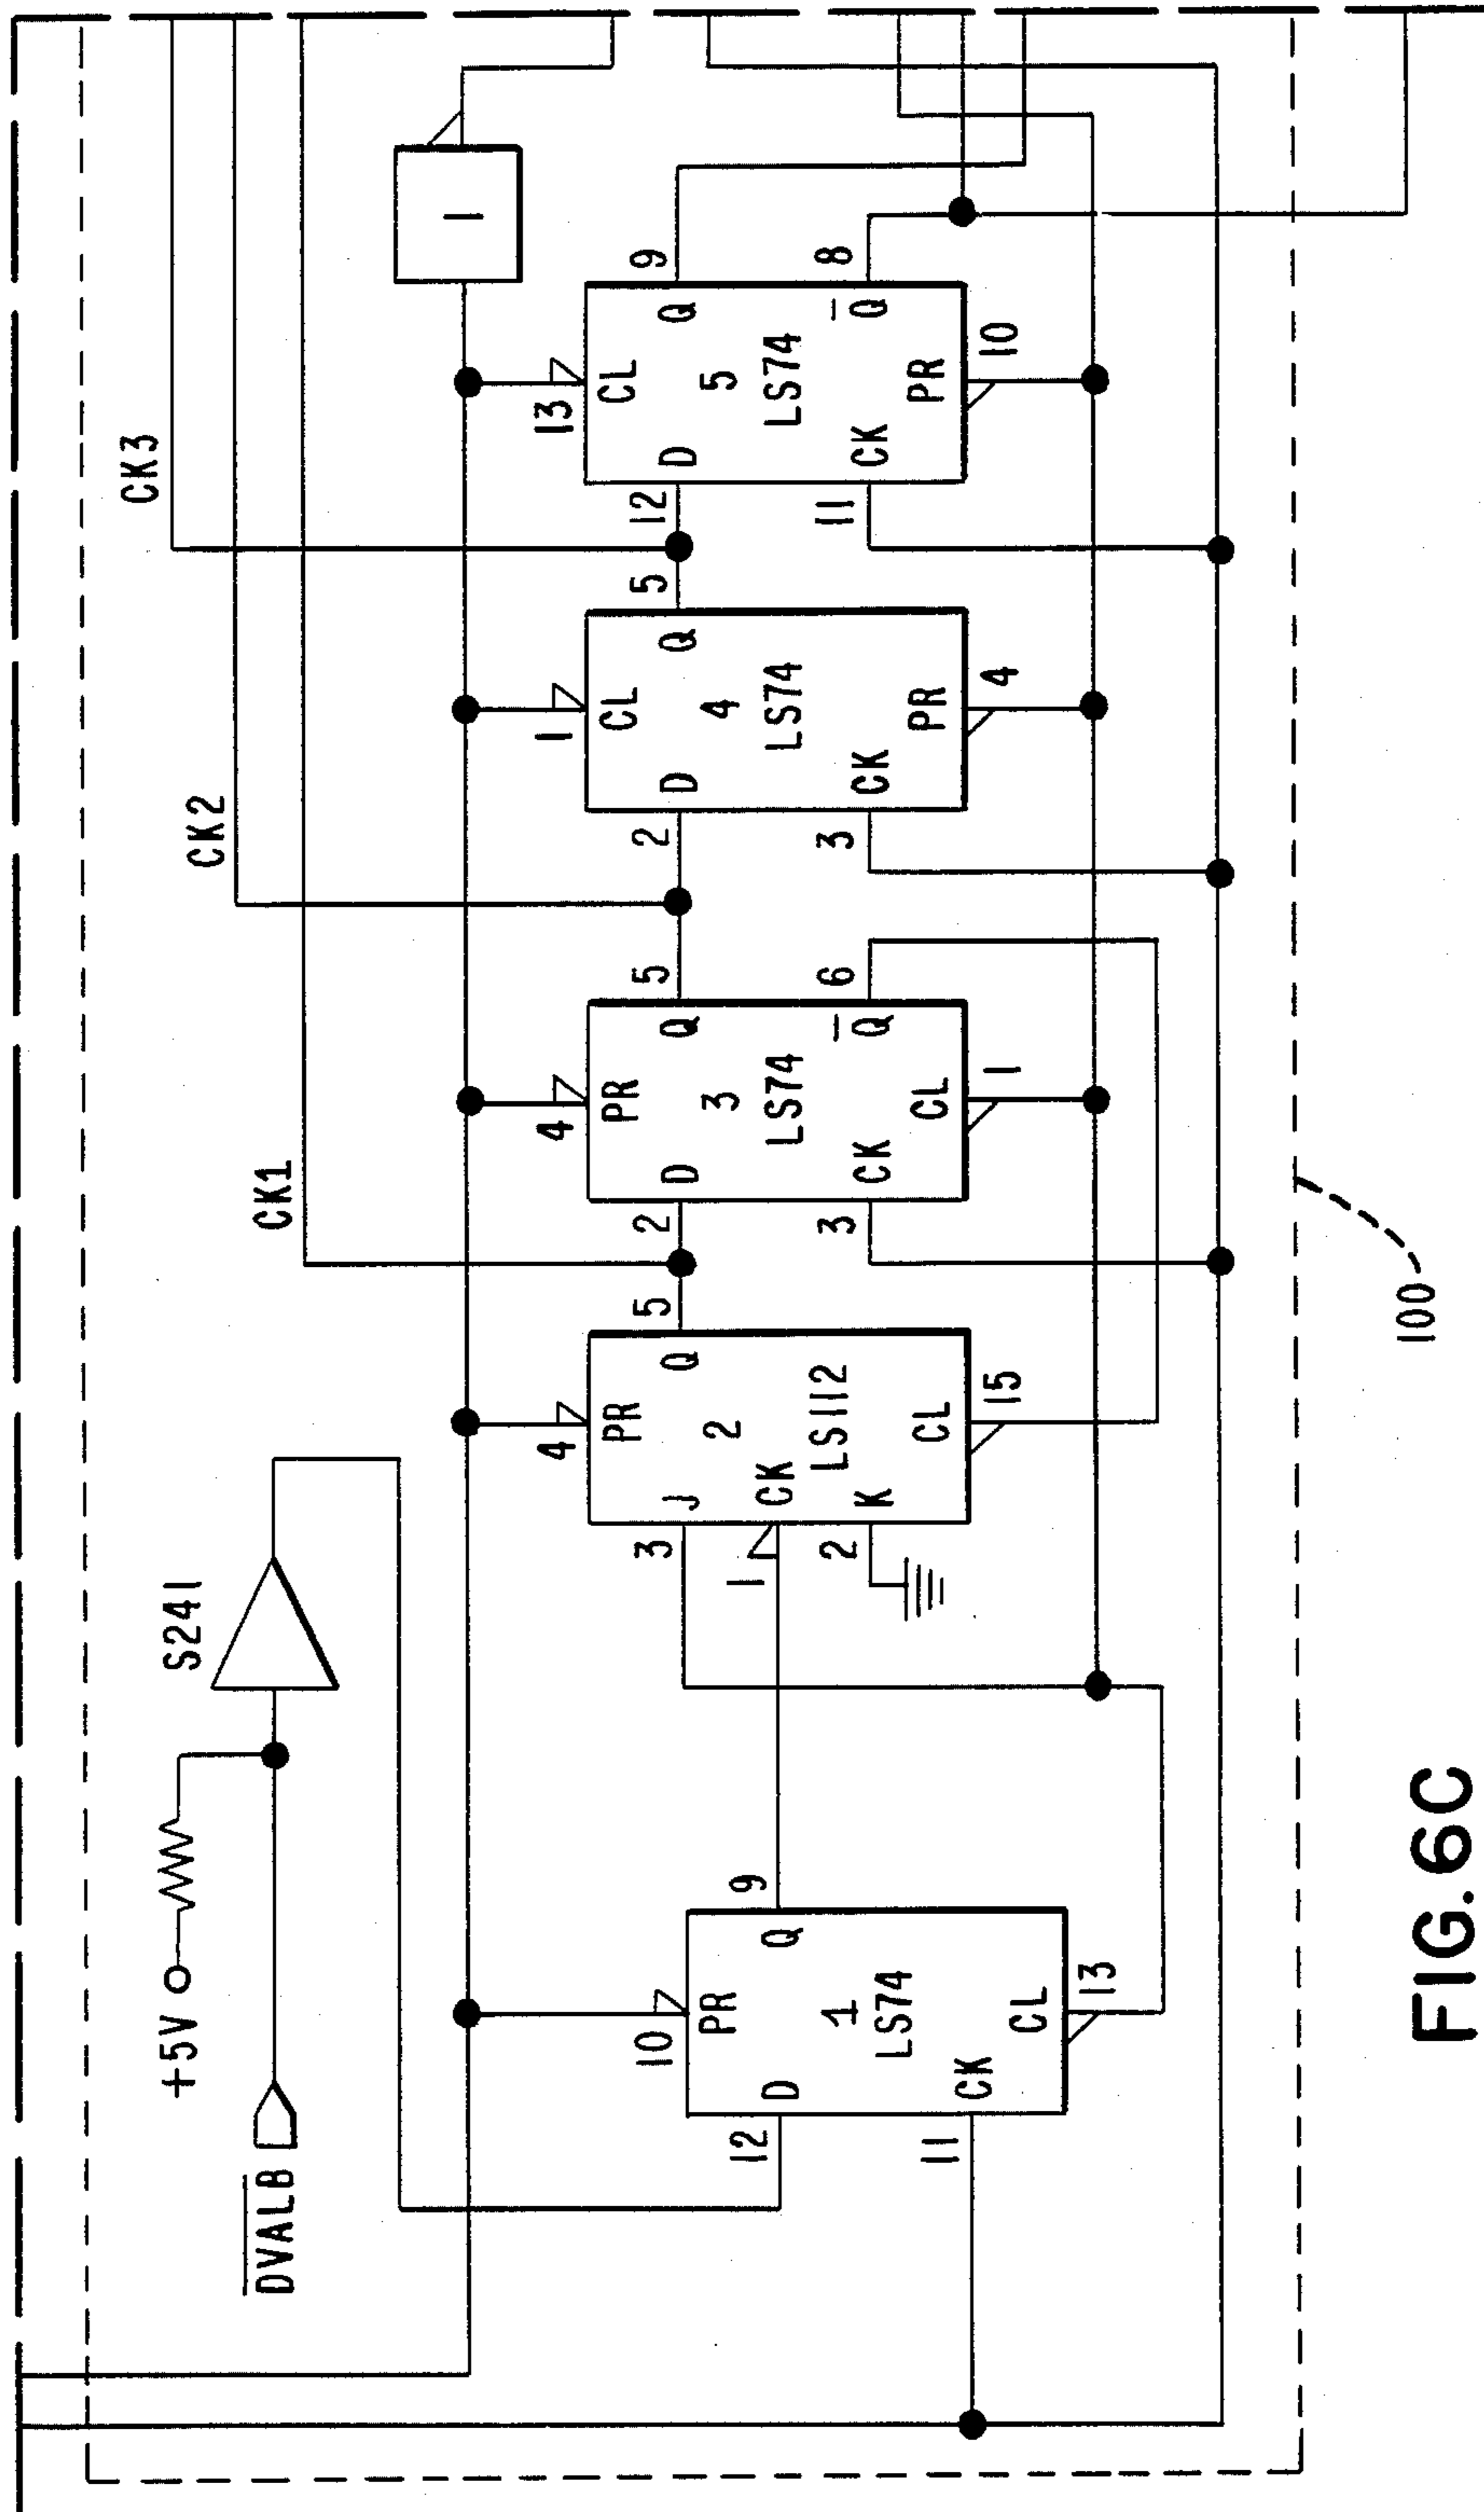 DVALB
+5V
S241
CK1
CK2
CK3
1
10
PR
D
12
Q
9
1
LS74
CK
11
CL
13
4
PR
J
3
Q
5
CK
1
2
LS112
K
2
CL
15
4
PR
D
2
Q
5
3
LS74
Q
6
CK
3
CL
1
1
CL
D
2
Q
5
4
LS74
CK
3
PR
4
13
CL
D
12
Q
9
5
LS74
Q
8
CK
11
PR
10
100
FIG.6C